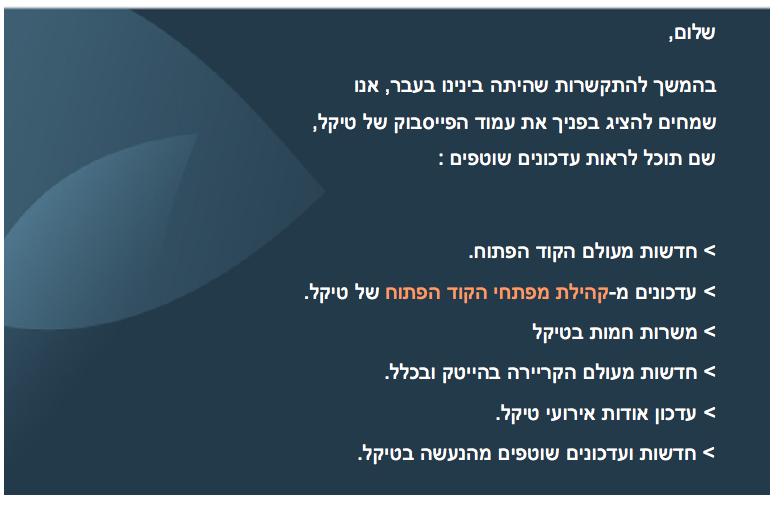 שלום,
בהמשך להתקשרות שהיתה בינינו בעבר, אנו
שמחים להציג בפניך את עמוד הפייסבוק של טיקל,
שם תוכל לראות עדכונים שוטפים :
> חדשות מעולם הקוד הפתוח.
> עדכונים מ-קהילת מפתחי הקוד הפתוח של טיקל.
> משרות חמות בטיקל
> חדשות מעולם הקריירה בהייטק ובכלל.
> עדכון אודות אירועי טיקל.
> חדשות ועדכונים שוטפים מהנעשה בטיקל.